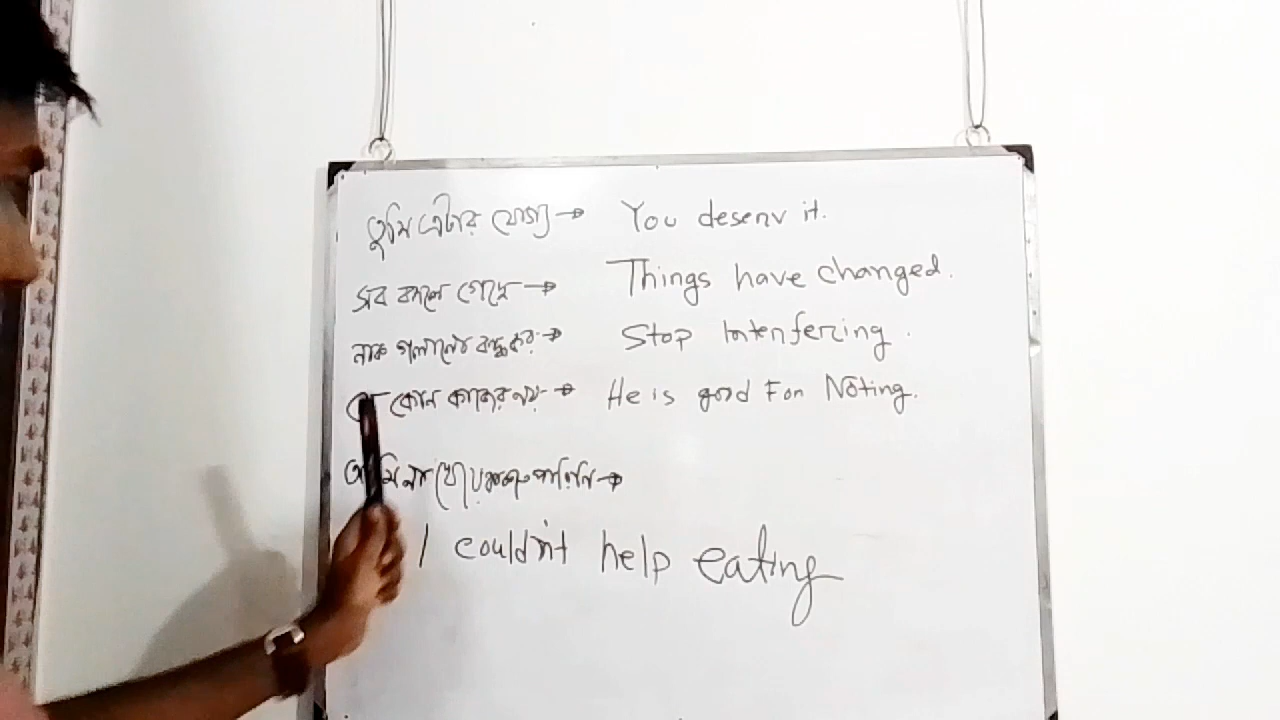 তুমি এটার যোগ্য → You deserv it.
সব বদলে গেছে → Things have changed.
নাক গলানো বন্ধ কর → Stop Interfering.
সে কোন কাজের নয় → He is good For Noting.
আমি না খেয়ে থাকতে পারিনি →
I couldn't help eating